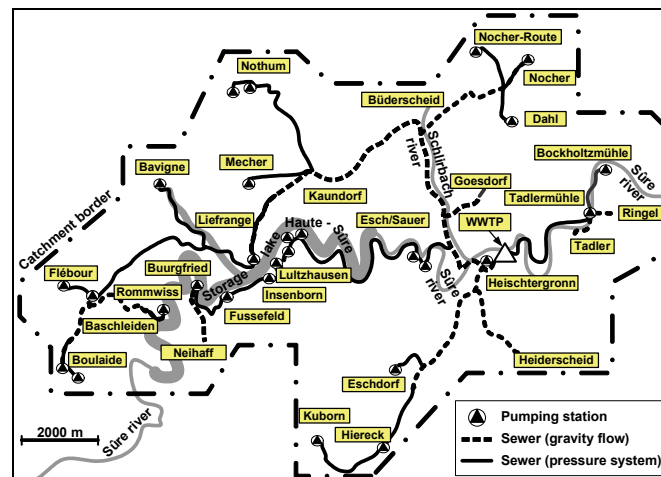 Nocher-Route
Nothum
Nocher
Büderscheid
Dahl
Schlirbach
river
Bockholtzmühle
Bavigne
Mecher
Kaundorf
Goesdorf
Tadlermühle
Sûre
river
Catchment border
Liefrange
Haute - Sûre
Esch/Sauer
WWTP
Ringel
Storage lake
Tadler
Flébour
Buurgfried
Lultzhausen
Sûre
river
Heischtergronn
Rommwiss
Insenborn
Baschleiden
Fussefeld
Boulaide
Neihaff
Heiderscheid
Eschdorf
Kuborn
Hiereck
Sûre river
2000 m
Pumping station
Sewer (gravity flow)
Sewer (pressure system)